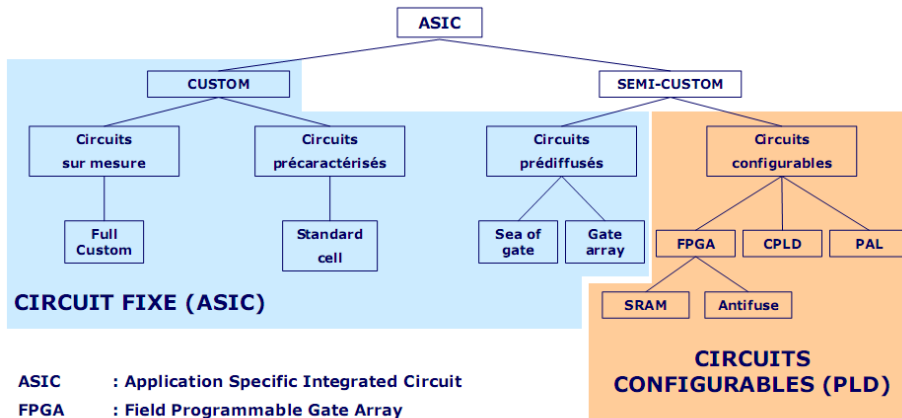 ASIC
CUSTOM
SEMI-CUSTOM
Circuits
sur mesure
Circuits
précaractérisés
Circuits
prédiffusés
Circuits
configurables
Full
Custom
Standard
cell
Sea of
gate
Gate
array
FPGA
CPLD
PAL
SRAM
Antifuse
CIRCUIT FIXE (ASIC)
CIRCUITS
CONFIGURABLES (PLD)
ASIC : Application Specific Integrated Circuit
FPGA : Field Programmable Gate Array